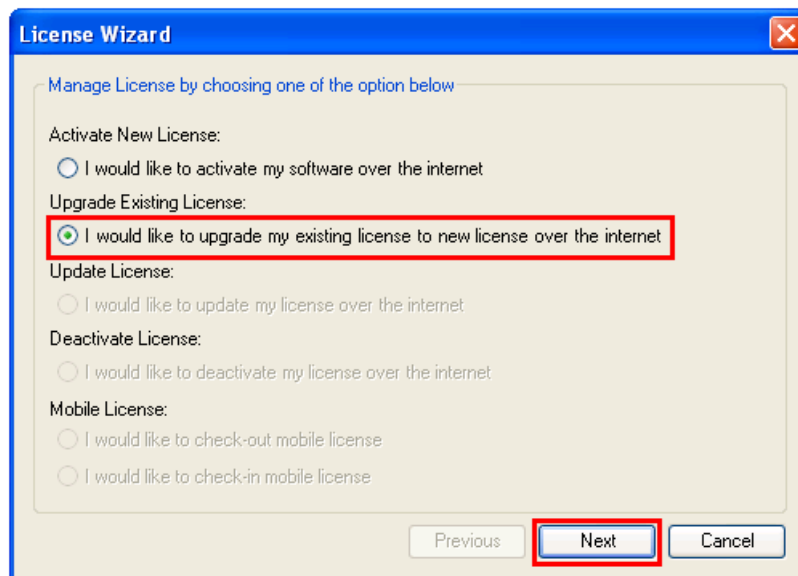 License Wizard
Manage License by choosing one of the option below
Activate New License:
I would like to activate my software over the internet
Upgrade Existing License:
I would like to upgrade my existing license to new license over the internet
Update License:
I would like to update my license over the internet
Deactivate License:
I would like to deactivate my license over the internet
Mobile License:
I would like to check-out mobile license
I would like to check-in mobile license
Previous Next Cancel